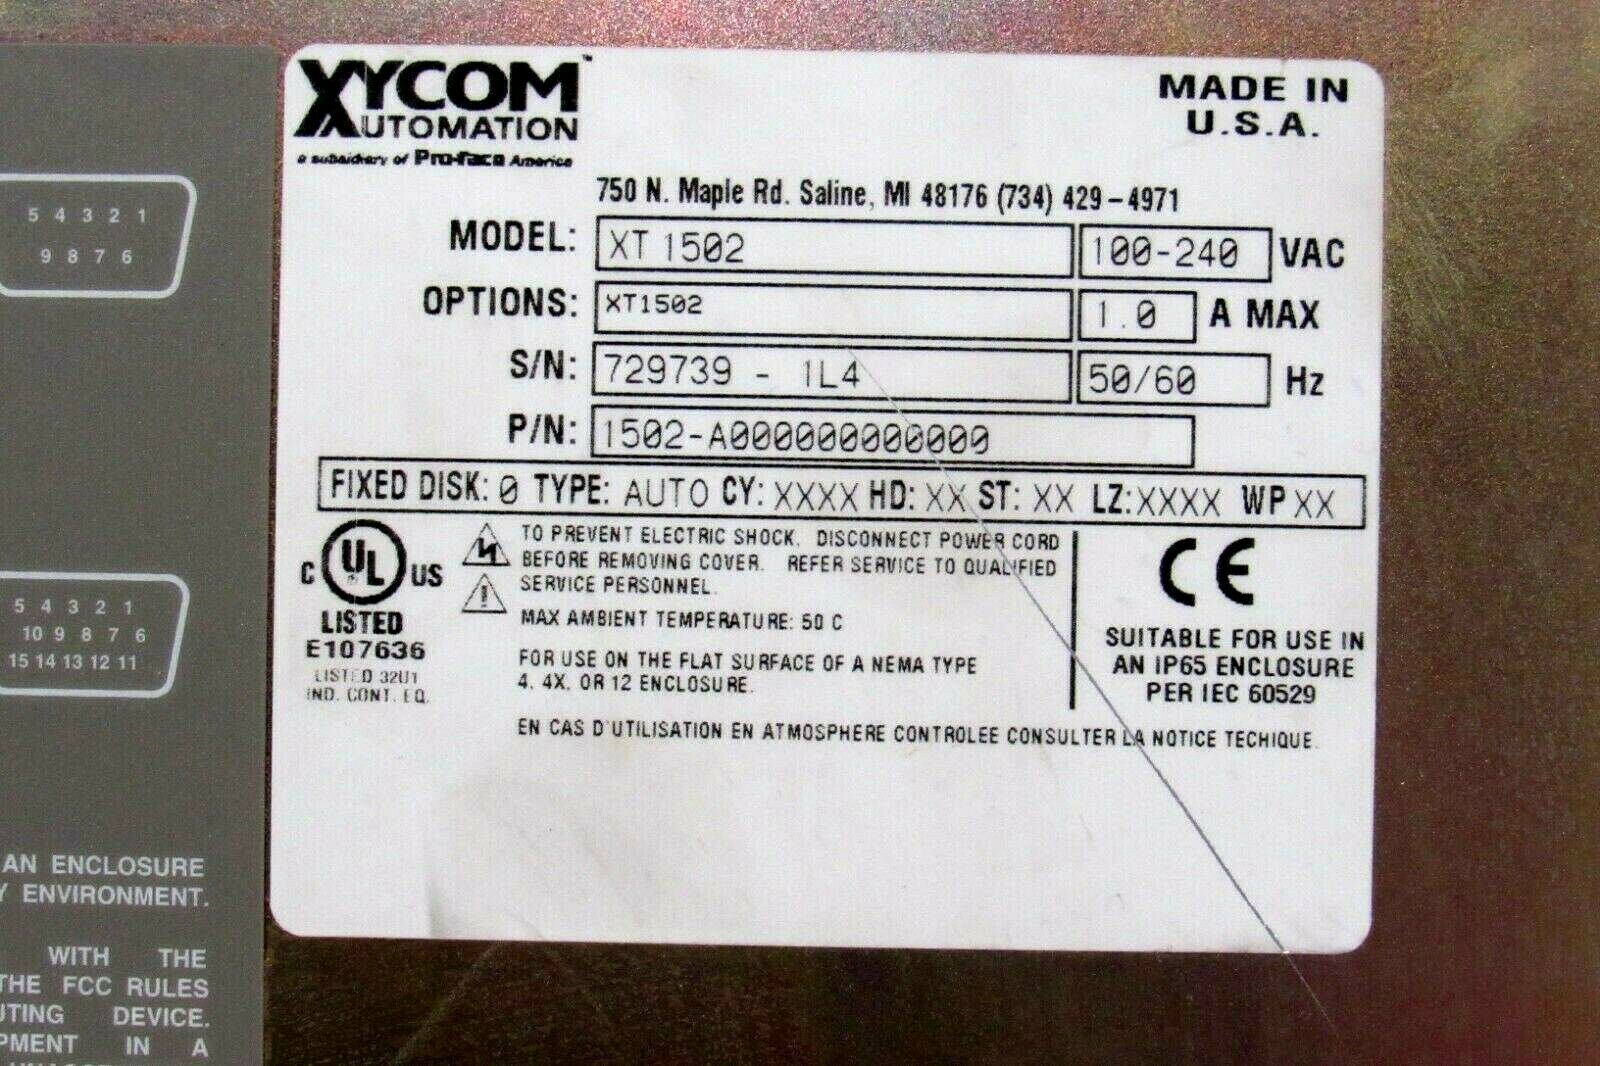 XYCOM™
AUTOMATION
a subsidiary of Pro-face America
MADE IN
U.S.A.
750 N. Maple Rd. Saline, MI 48176 (734) 429-4971
MODEL: XT 1502 100-240 VAC
OPTIONS: XT1502 1.0 A MAX
S/N: 729739 - 1L4 50/60 Hz
P/N: 1502-A000000000000
FIXED DISK: 0 TYPE: AUTO CY: XXXX HD: XX ST: XX LZ: XXXX WP XX
C UL US
LISTED
E107636
LISTED 32U1
IND. CONT. EQ.
TO PREVENT ELECTRIC SHOCK, DISCONNECT POWER CORD
BEFORE REMOVING COVER. REFER SERVICE TO QUALIFIED
SERVICE PERSONNEL.
MAX AMBIENT TEMPERATURE: 50 C
FOR USE ON THE FLAT SURFACE OF A NEMA TYPE
4, 4X, OR 12 ENCLOSURE.
CE
SUITABLE FOR USE IN
AN IP65 ENCLOSURE
PER IEC 60529
EN CAS D'UTILISATION EN ATMOSPHERE CONTROLEE CONSULTER LA NOTICE TECHIQUE.
5 4 3 2 1
9 8 7 6
5 4 3 2 1
10 9 8 7 6
15 14 13 12 11
AN ENCLOSURE
ENVIRONMENT.
WITH THE
THE FCC RULES
DEVICE.
IN A